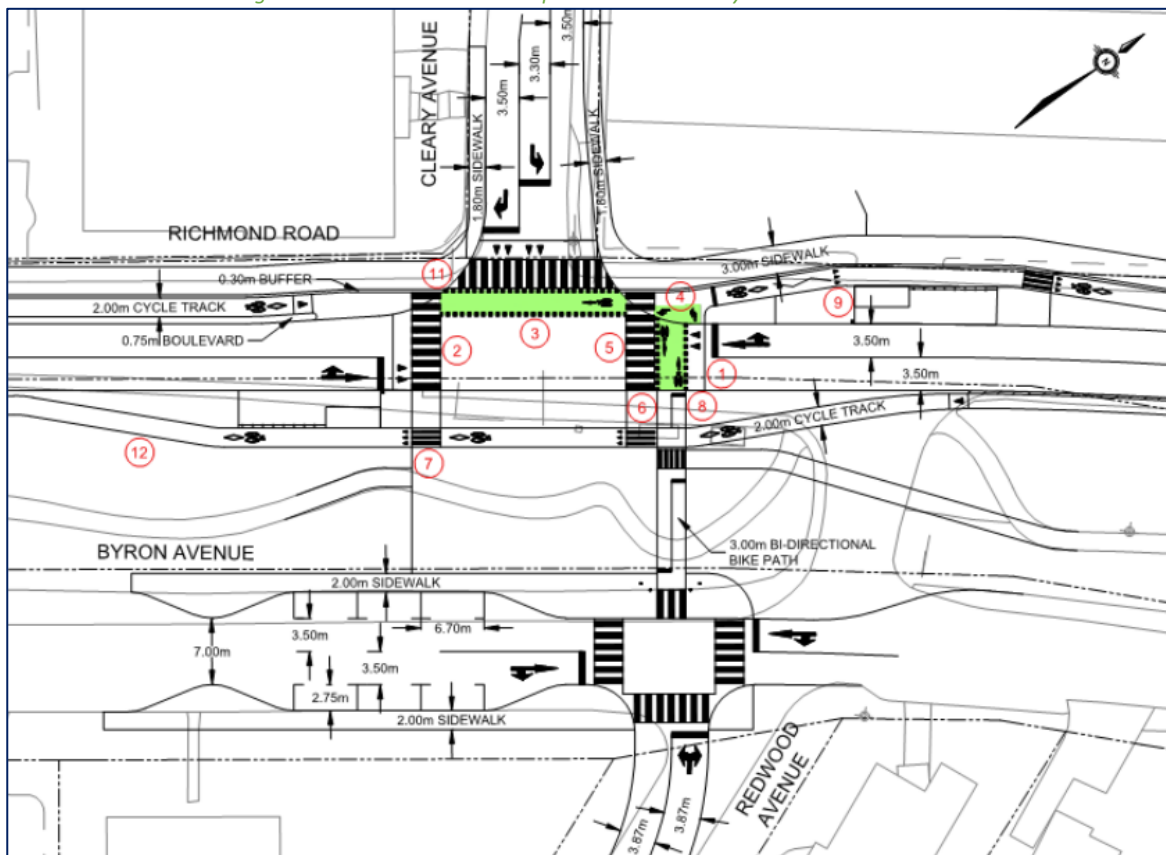 3.50m
3.30m
3.50m
CLEARY AVENUE
1.80m SIDEWALK
1.80m SIDEWALK
N
RICHMOND ROAD
3.00m SIDEWALK
11
0.30m BUFFER
4
9
2.00m CYCLE TRACK
3
0.75m BOULEVARD
2
5
3.50m
1
3.50m
6
8
2.00m CYCLE TRACK
12
7
BYRON AVENUE
3.00m BI-DIRECTIONAL
BIKE PATH
2.00m SIDEWALK
3.50m
6.70m
7.00m
3.50m
2.75m
2.00m SIDEWALK
REDWOOD
AVENUE
3.87m
3.87m